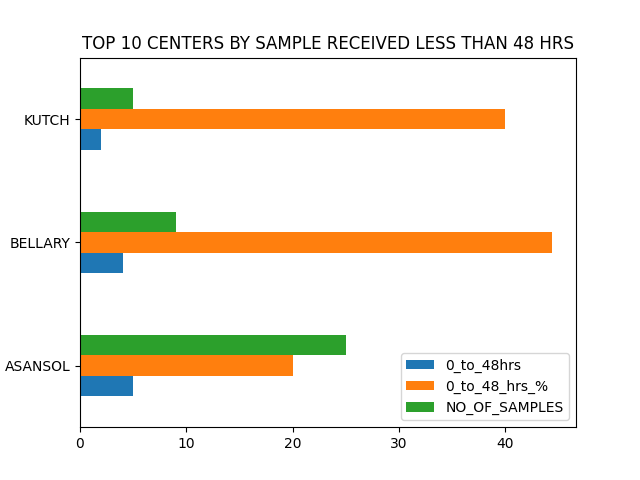 TOP 10 CENTERS BY SAMPLE RECEIVED LESS THAN 48 HRS
KUTCH
BELLARY
ASANSOL
0_to_48hrs
0_to_48_hrs_%
NO_OF_SAMPLES
0 10 20 30 40